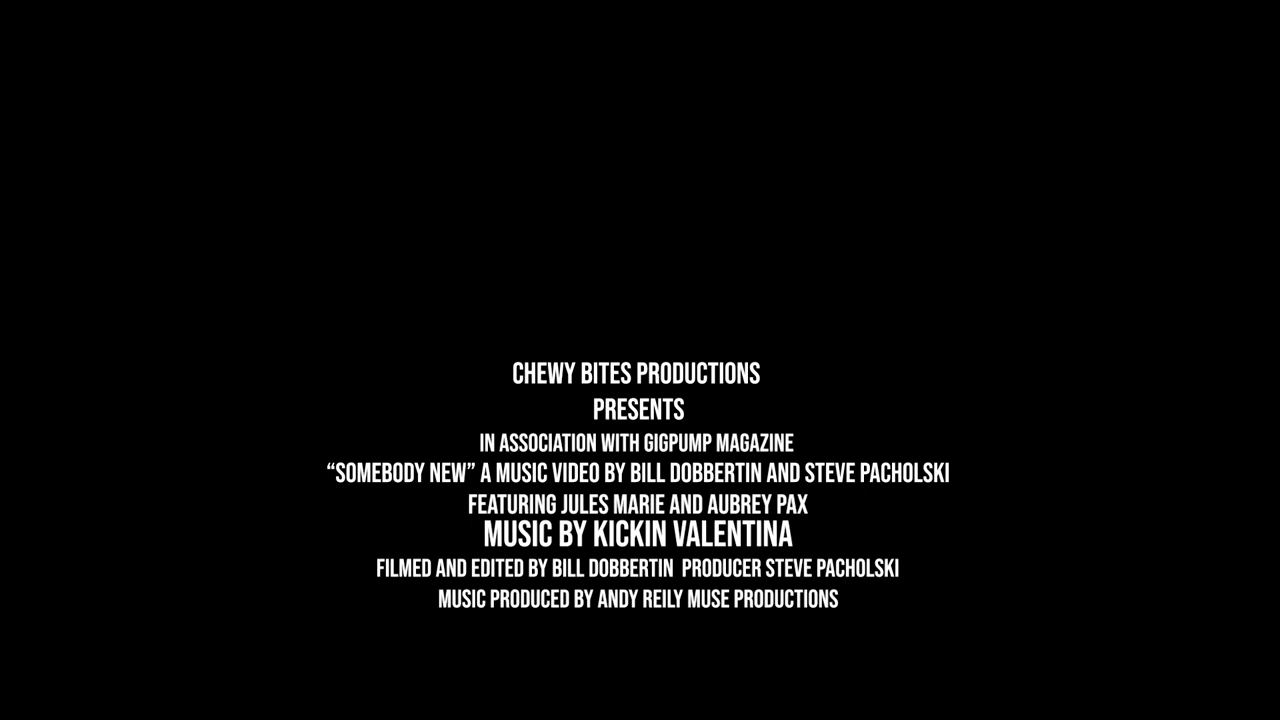 CHEWY BITES PRODUCTIONS
PRESENTS
IN ASSOCIATION WITH GIGPUMP MAGAZINE
“SOMEBODY NEW” A MUSIC VIDEO BY BILL DOBBERTIN AND STEVE PACHOLSKI
FEATURING JULES MARIE AND AUBREY PAX
MUSIC BY KICKIN VALENTINA
FILMED AND EDITED BY BILL DOBBERTIN  PRODUCER STEVE PACHOLSKI
MUSIC PRODUCED BY ANDY REILY MUSE PRODUCTIONS